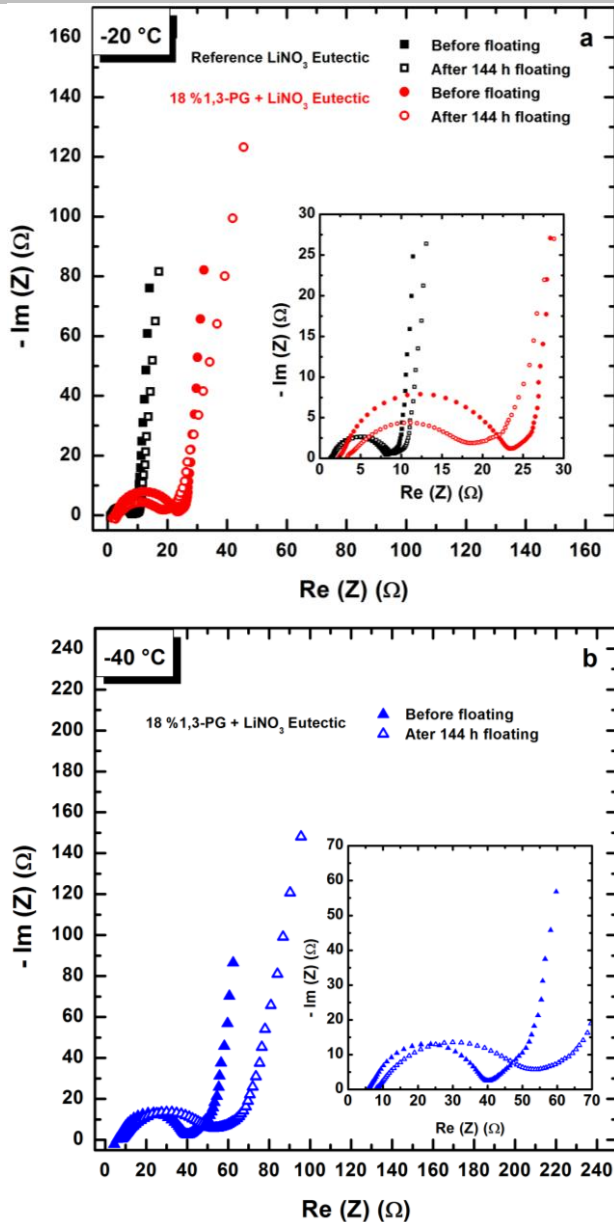 -20 °C
a
Reference LiNO3 Eutectic
Before floating
After 144 h floating
18 %1,3-PG + LiNO3 Eutectic
Before floating
After 144 h floating
- Im (Z) (Ω)
160
140
120
100
80
60
40
20
0
0 20 40 60 80 100 120 140 160
Re (Z) (Ω)
- Im (Z) (Ω)
30
25
20
15
10
5
0
0 5 10 15 20 25 30
Re (Z) (Ω)
-40 °C
b
18 %1,3-PG + LiNO3 Eutectic
Before floating
Ater 144 h floating
- Im (Z) (Ω)
240
220
200
180
160
140
120
100
80
60
40
20
0
0 20 40 60 80 100 120 140 160 180 200 220 240
Re (Z) (Ω)
- Im (Z) (Ω)
70
60
50
40
30
20
10
0
0 10 20 30 40 50 60 70
Re (Z) (Ω)